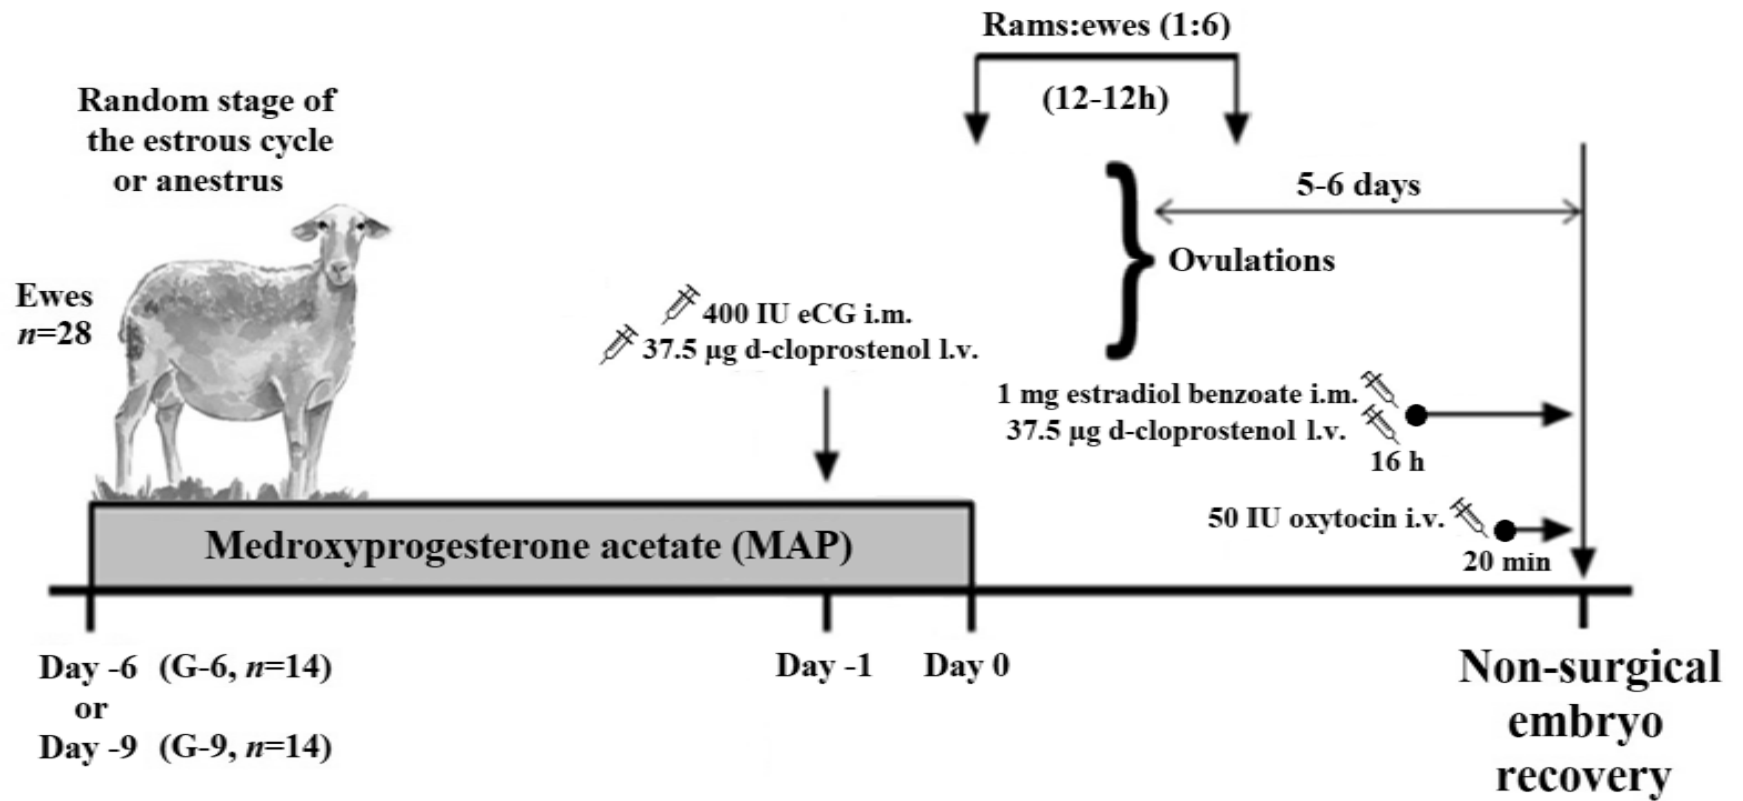 Rams:ewes (1:6)
(12-12h)
Random stage of
the estrous cycle
or anestrus
5-6 days
Ovulations
Ewes
n=28
400 IU eCG i.m.
37.5 µg d-cloprostenol l.v.
1 mg estradiol benzoate i.m.
37.5 µg d-cloprostenol l.v.
16 h
50 IU oxytocin i.v.
20 min
Medroxyprogesterone acetate (MAP)
Day -6 (G-6, n=14)
or
Day -9 (G-9, n=14)
Day -1
Day 0
Non-surgical
embryo
recovery